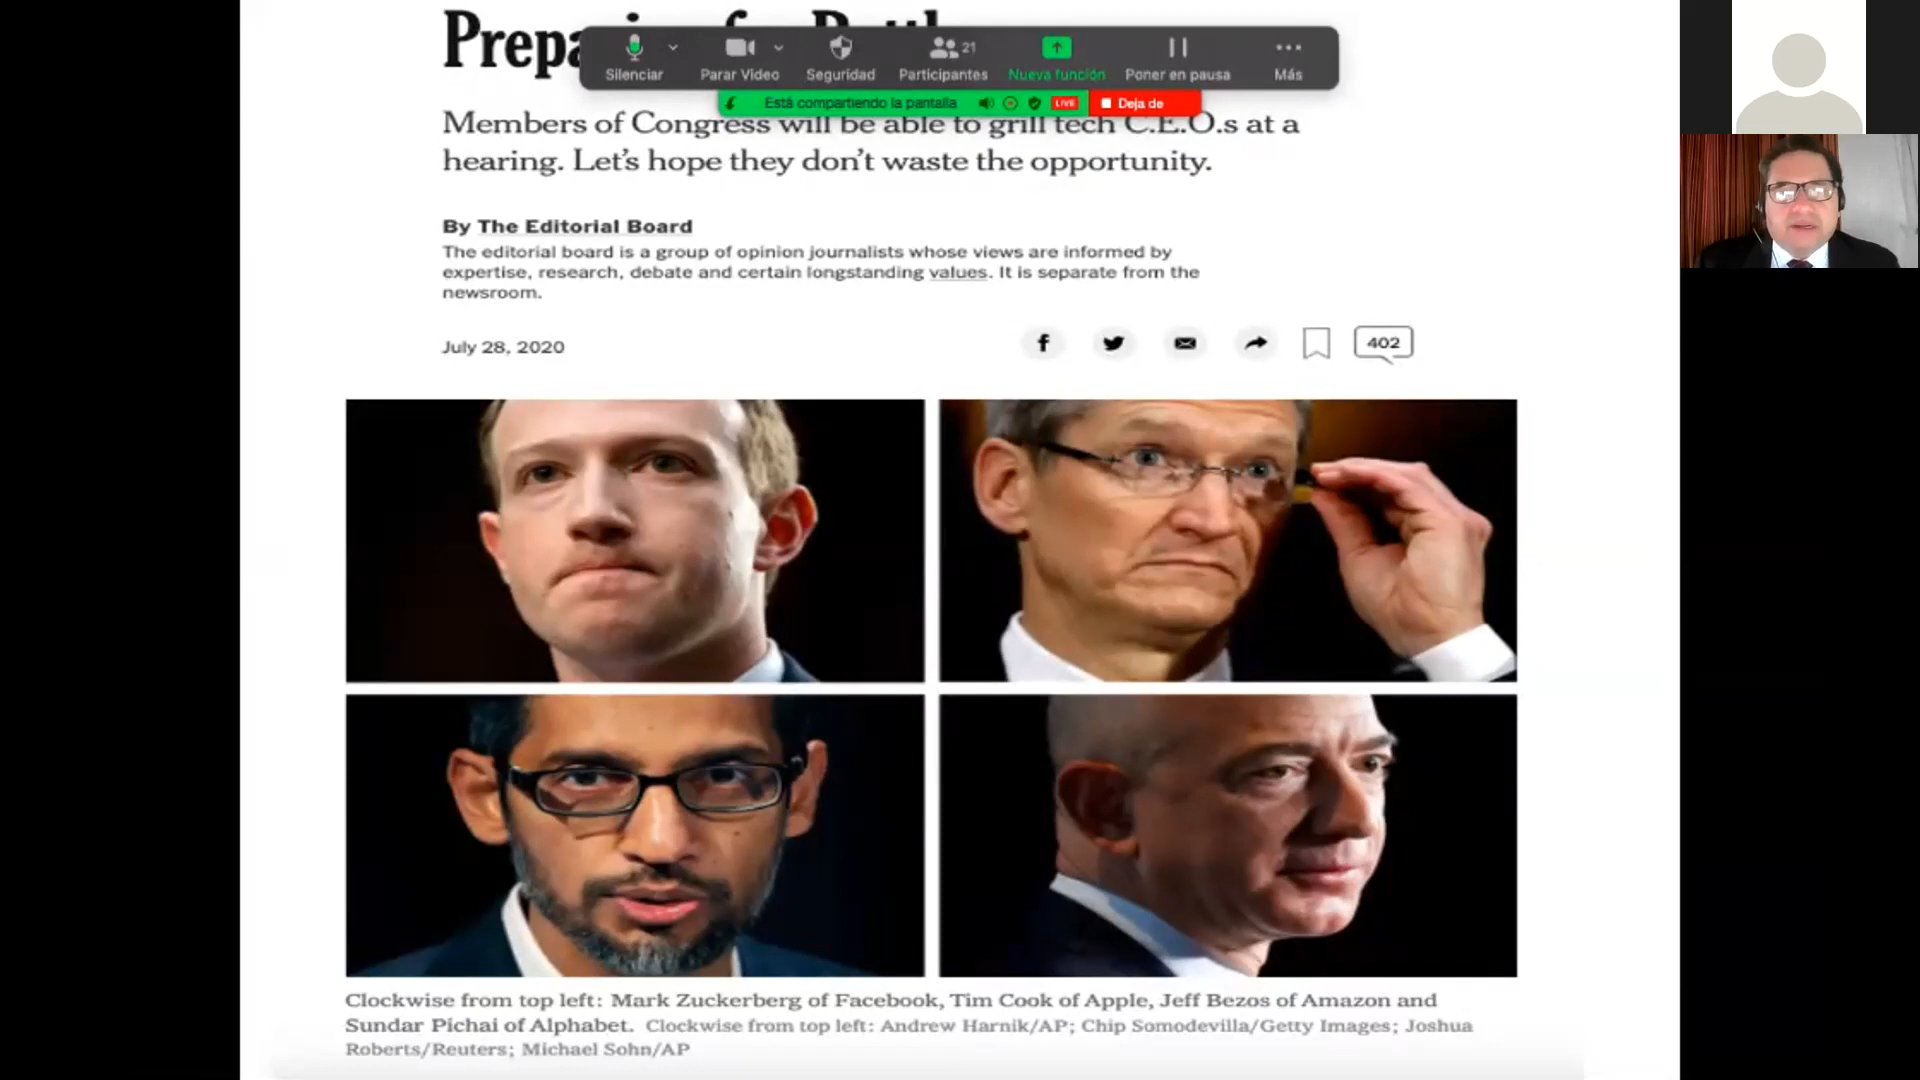 Silenciar
Parar Video
Seguridad
21
Participantes
Nueva función
Poner en pausa
Más
Está compartiendo la pantalla
LIVE
Deja de
Members of Congress will be able to grill tech C.E.O.s at a
hearing. Let's hope they don't waste the opportunity.
By The Editorial Board
The editorial board is a group of opinion journalists whose views are informed by
expertise, research, debate and certain longstanding values. It is separate from the
newsroom.
July 28, 2020
402
Clockwise from top left: Mark Zuckerberg of Facebook, Tim Cook of Apple, Jeff Bezos of Amazon and
Sundar Pichai of Alphabet. Clockwise from top left: Andrew Harnik/AP; Chip Somodevilla/Getty Images; Joshua
Roberts/Reuters; Michael Sohn/AP